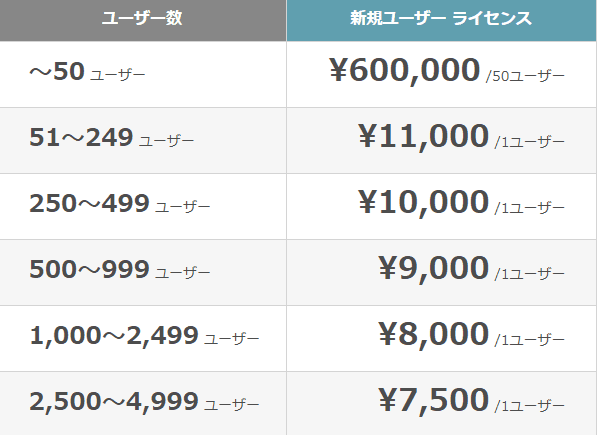 ユーザー数 新規ユーザー ライセンス
～50 ユーザー ¥600,000 /50ユーザー
51～249 ユーザー ¥11,000 /1ユーザー
250～499 ユーザー ¥10,000 /1ユーザー
500～999 ユーザー ¥9,000 /1ユーザー
1,000～2,499 ユーザー ¥8,000 /1ユーザー
2,500～4,999 ユーザー ¥7,500 /1ユーザー